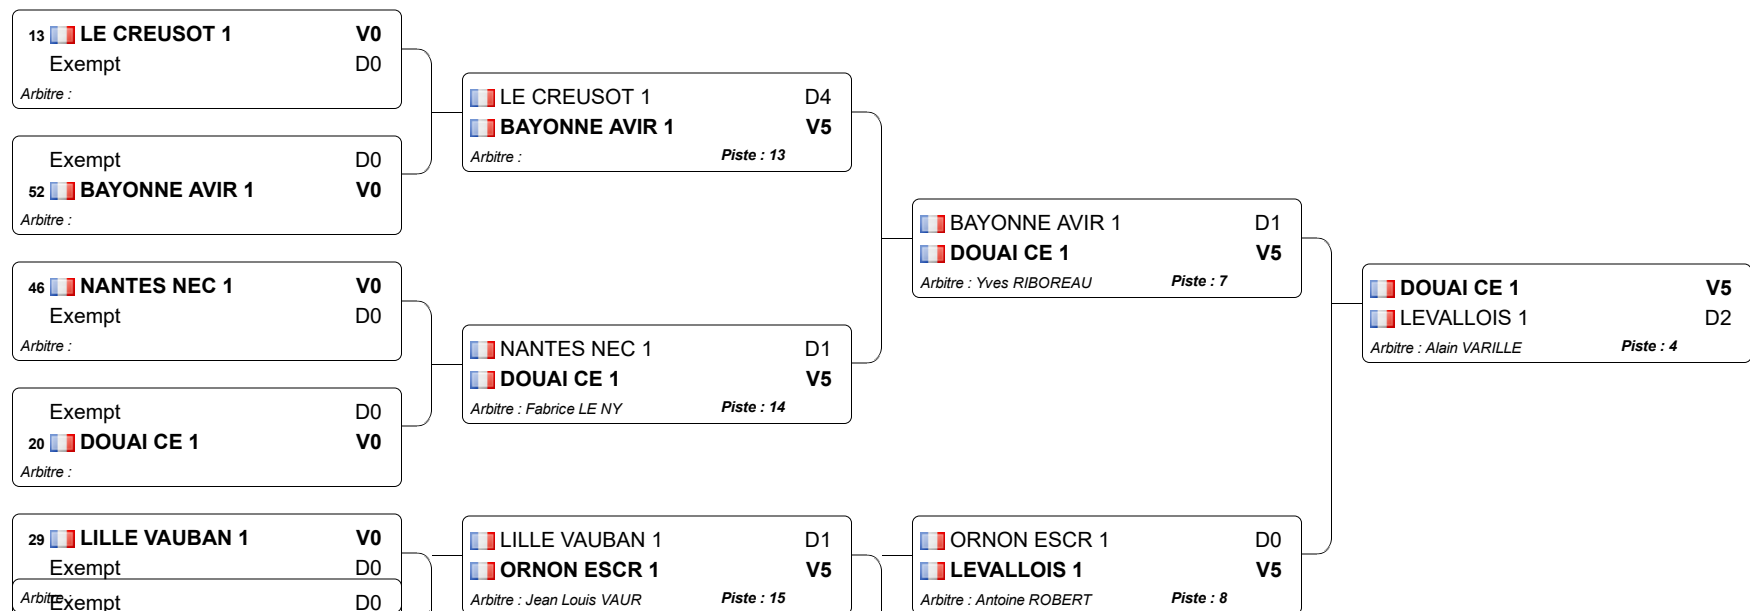 13 LE CREUSOT 1 V0
Exempt D0
Arbitre :
Exempt D0
52 BAYONNE AVIR 1 V0
Arbitre :
46 NANTES NEC 1 V0
Exempt D0
Arbitre :
Exempt D0
20 DOUAI CE 1 V0
Arbitre :
29 LILLE VAUBAN 1 V0
Exempt D0
Arbitre :
Exempt D0
LE CREUSOT 1 D4
BAYONNE AVIR 1 V5
Arbitre : Piste : 13
NANTES NEC 1 D1
DOUAI CE 1 V5
Arbitre : Fabrice LE NY Piste : 14
LILLE VAUBAN 1 D1
ORNON ESCR 1 V5
Arbitre : Jean Louis VAUR Piste : 15
BAYONNE AVIR 1 D1
DOUAI CE 1 V5
Arbitre : Yves RIBOREAU Piste : 7
ORNON ESCR 1 D0
LEVALLOIS 1 V5
Arbitre : Antoine ROBERT Piste : 8
DOUAI CE 1 V5
LEVALLOIS 1 D2
Arbitre : Alain VARILLE Piste : 4